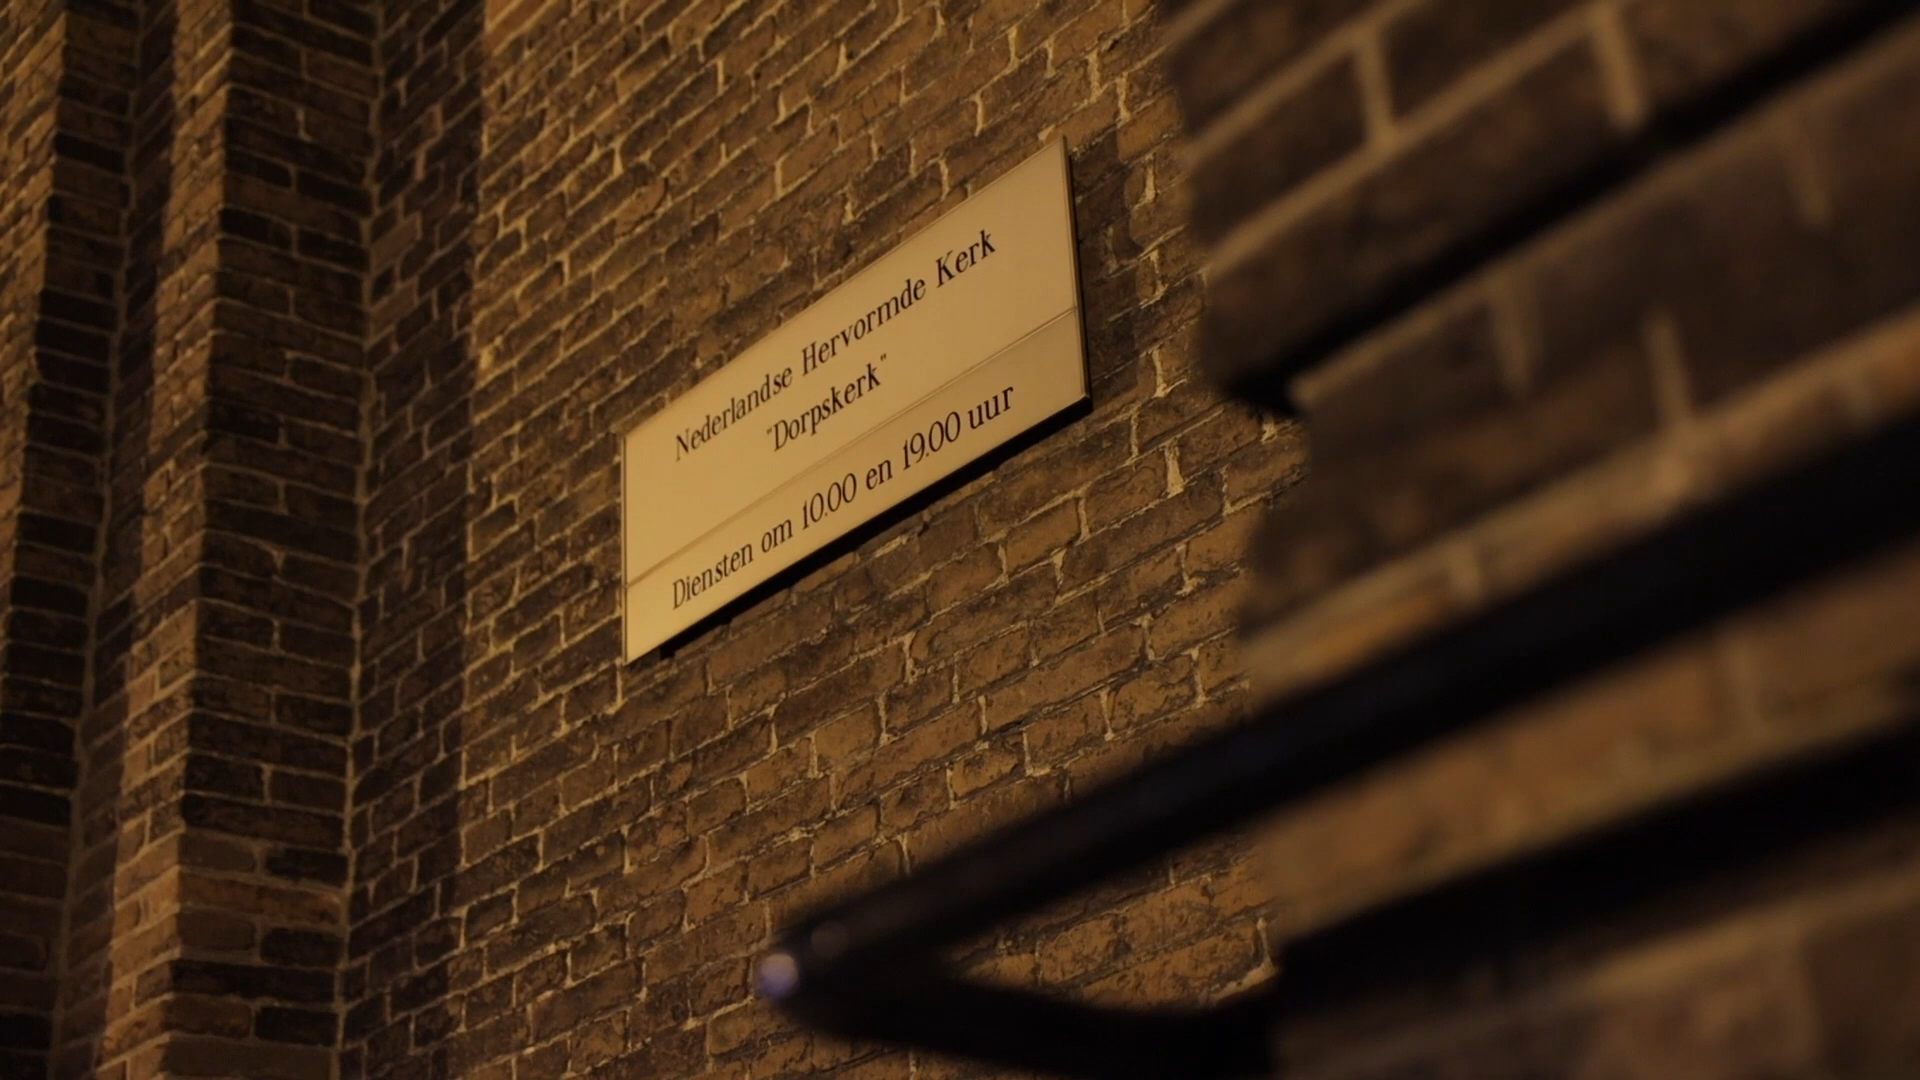 Nederlandse Hervormde Kerk
"Dorpskerk"
Diensten om 10.00 en 19.00 uur